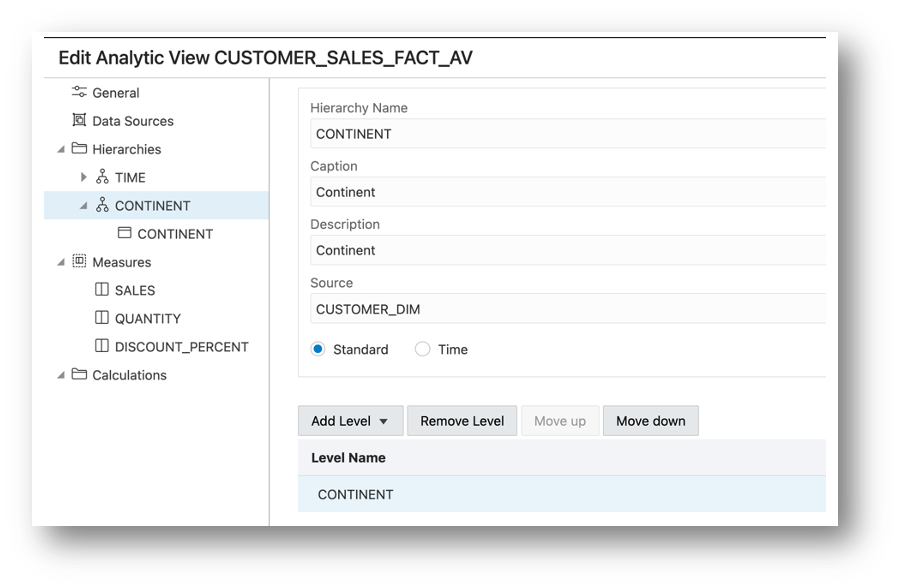 Edit Analytic View CUSTOMER_SALES_FACT_AV
General
Data Sources
Hierarchies
TIME
CONTINENT
CONTINENT
Measures
SALES
QUANTITY
DISCOUNT_PERCENT
Calculations
Hierarchy Name
CONTINENT
Caption
Continent
Description
Continent
Source
CUSTOMER_DIM
Standard Time
Add Level Remove Level Move up Move down
Level Name
CONTINENT